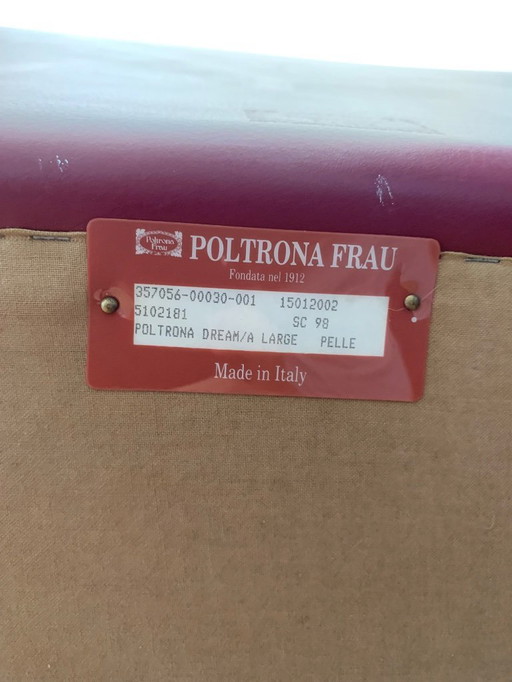 Poltrona
Frau
POLTRONA FRAU
Fondata nel 1912
357056-00030-001 15012002
5102181 SC 98
POLTRONA DREAM/A LARGE PELLE
Made in Italy